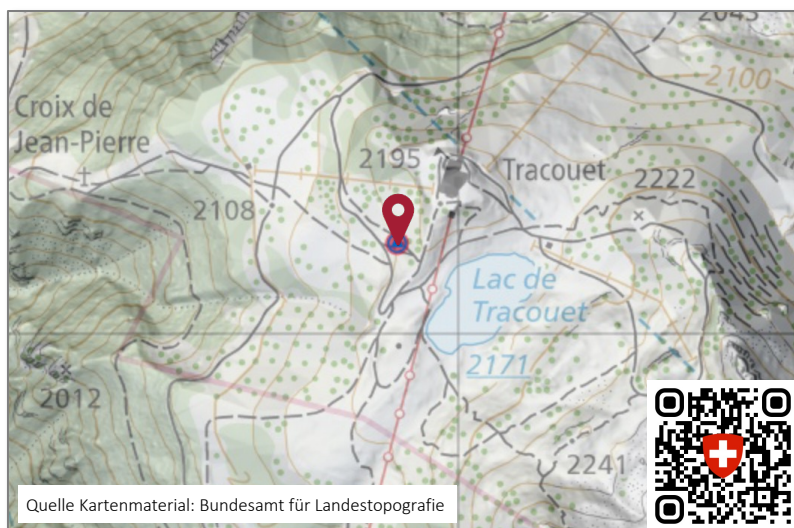 2043
2100
Croix de
Jean-Pierre
2195
Tracouet
2222
2108
Lac de
Tracouet
2171
2012
2241
Quelle Kartenmaterial: Bundesamt für Landestopografie